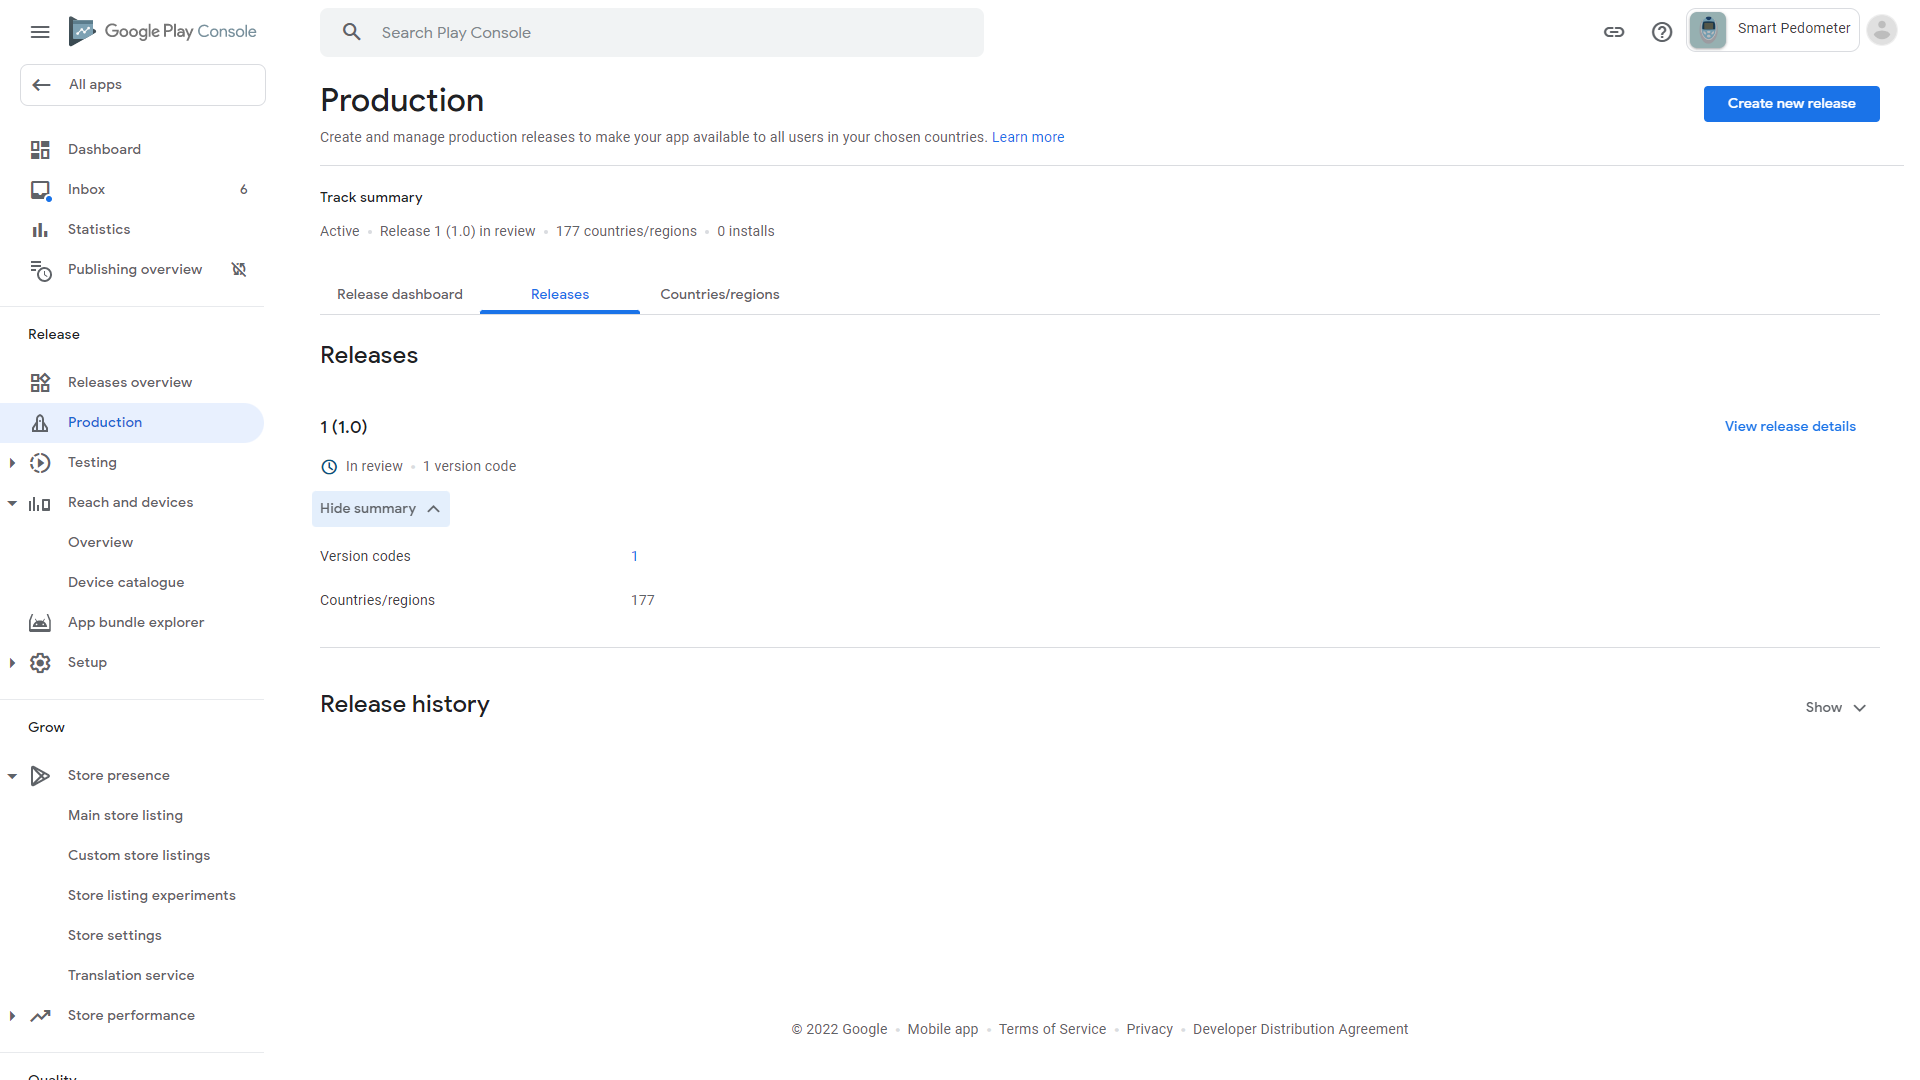 Google Play Console
Search Play Console
Smart Pedometer
All apps
Dashboard
Inbox 6
Statistics
Publishing overview
Release
Releases overview
Production
Testing
Reach and devices
Overview
Device catalogue
App bundle explorer
Setup
Grow
Store presence
Main store listing
Custom store listings
Store listing experiments
Store settings
Translation service
Store performance
Quality
Production
Create new release
Create and manage production releases to make your app available to all users in your chosen countries. Learn more
Track summary
Active • Release 1 (1.0) in review • 177 countries/regions • 0 installs
Release dashboard Releases Countries/regions
Releases
1 (1.0) View release details
In review • 1 version code
Hide summary
Version codes 1
Countries/regions 177
Release history Show
© 2022 Google • Mobile app • Terms of Service • Privacy • Developer Distribution Agreement